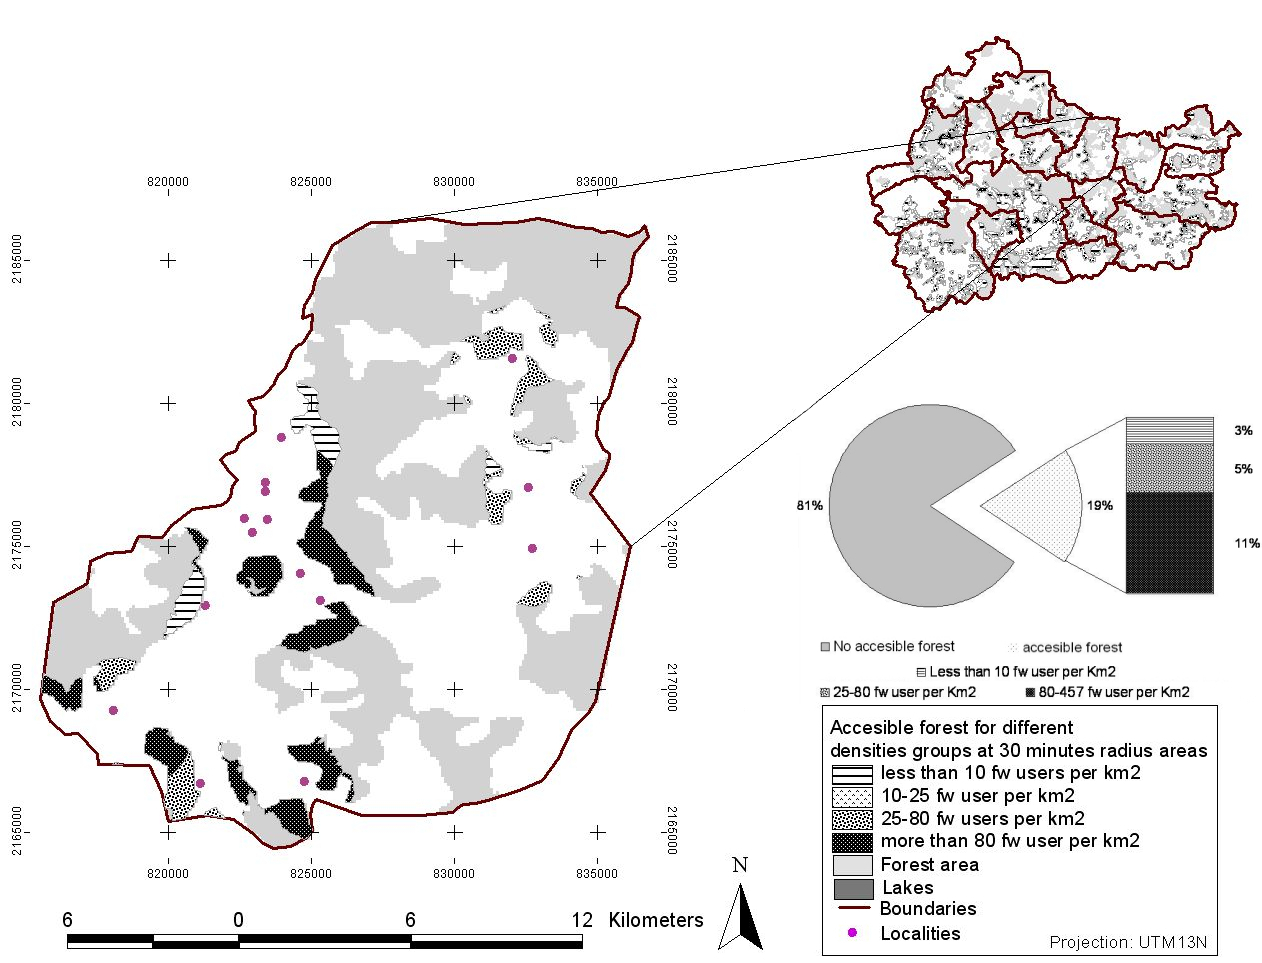 820000
825000
830000
835000
2185000
2185000
2180000
2180000
2175000
2175000
2170000
2170000
2165000
2165000
820000
825000
830000
835000
6
0
6
12
Kilometers
N
81%
19%
3%
5%
11%
No accesible forest
accesible forest
Less than 10 fw user per Km2
25-80 fw user per Km2
80-457 fw user per Km2
Accesible forest for different
densities groups at 30 minutes radius areas
less than 10 fw users per km2
10-25 fw user per km2
25-80 fw users per km2
more than 80 fw user per km2
Forest area
Lakes
Boundaries
Localities
Projection: UTM13N